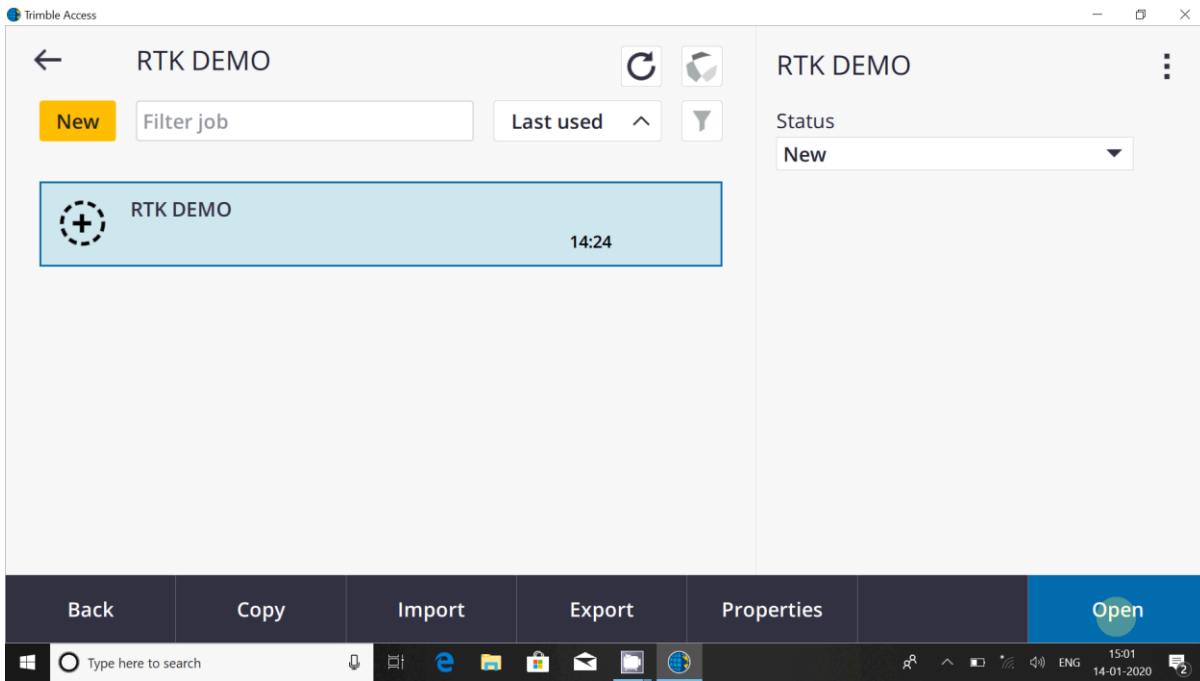 Trimble Access
RTK DEMO
New
Filter job
Last used
RTK DEMO
14:24
RTK DEMO
Status
New
Back
Copy
Import
Export
Properties
Open
Type here to search
ENG
15:01
14-01-2020
2